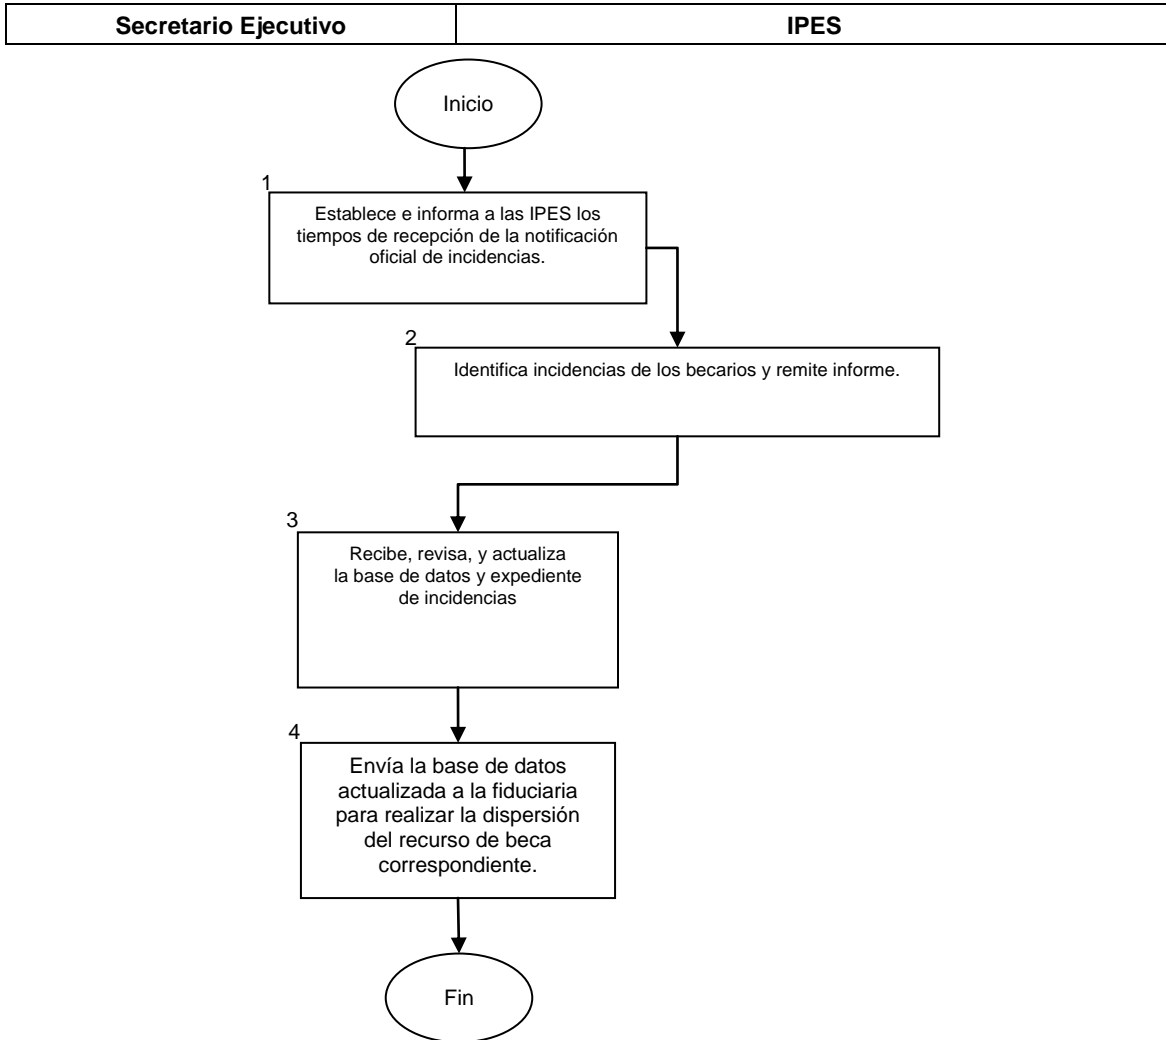 Secretario Ejecutivo
IPES
Inicio
1
Establece e informa a las IPES los
tiempos de recepción de la notificación
oficial de incidencias.
2
Identifica incidencias de los becarios y remite informe.
3
Recibe, revisa, y actualiza
la base de datos y expediente
de incidencias
4
Envía la base de datos
actualizada a la fiduciaria
para realizar la dispersión
del recurso de beca
correspondiente.
Fin